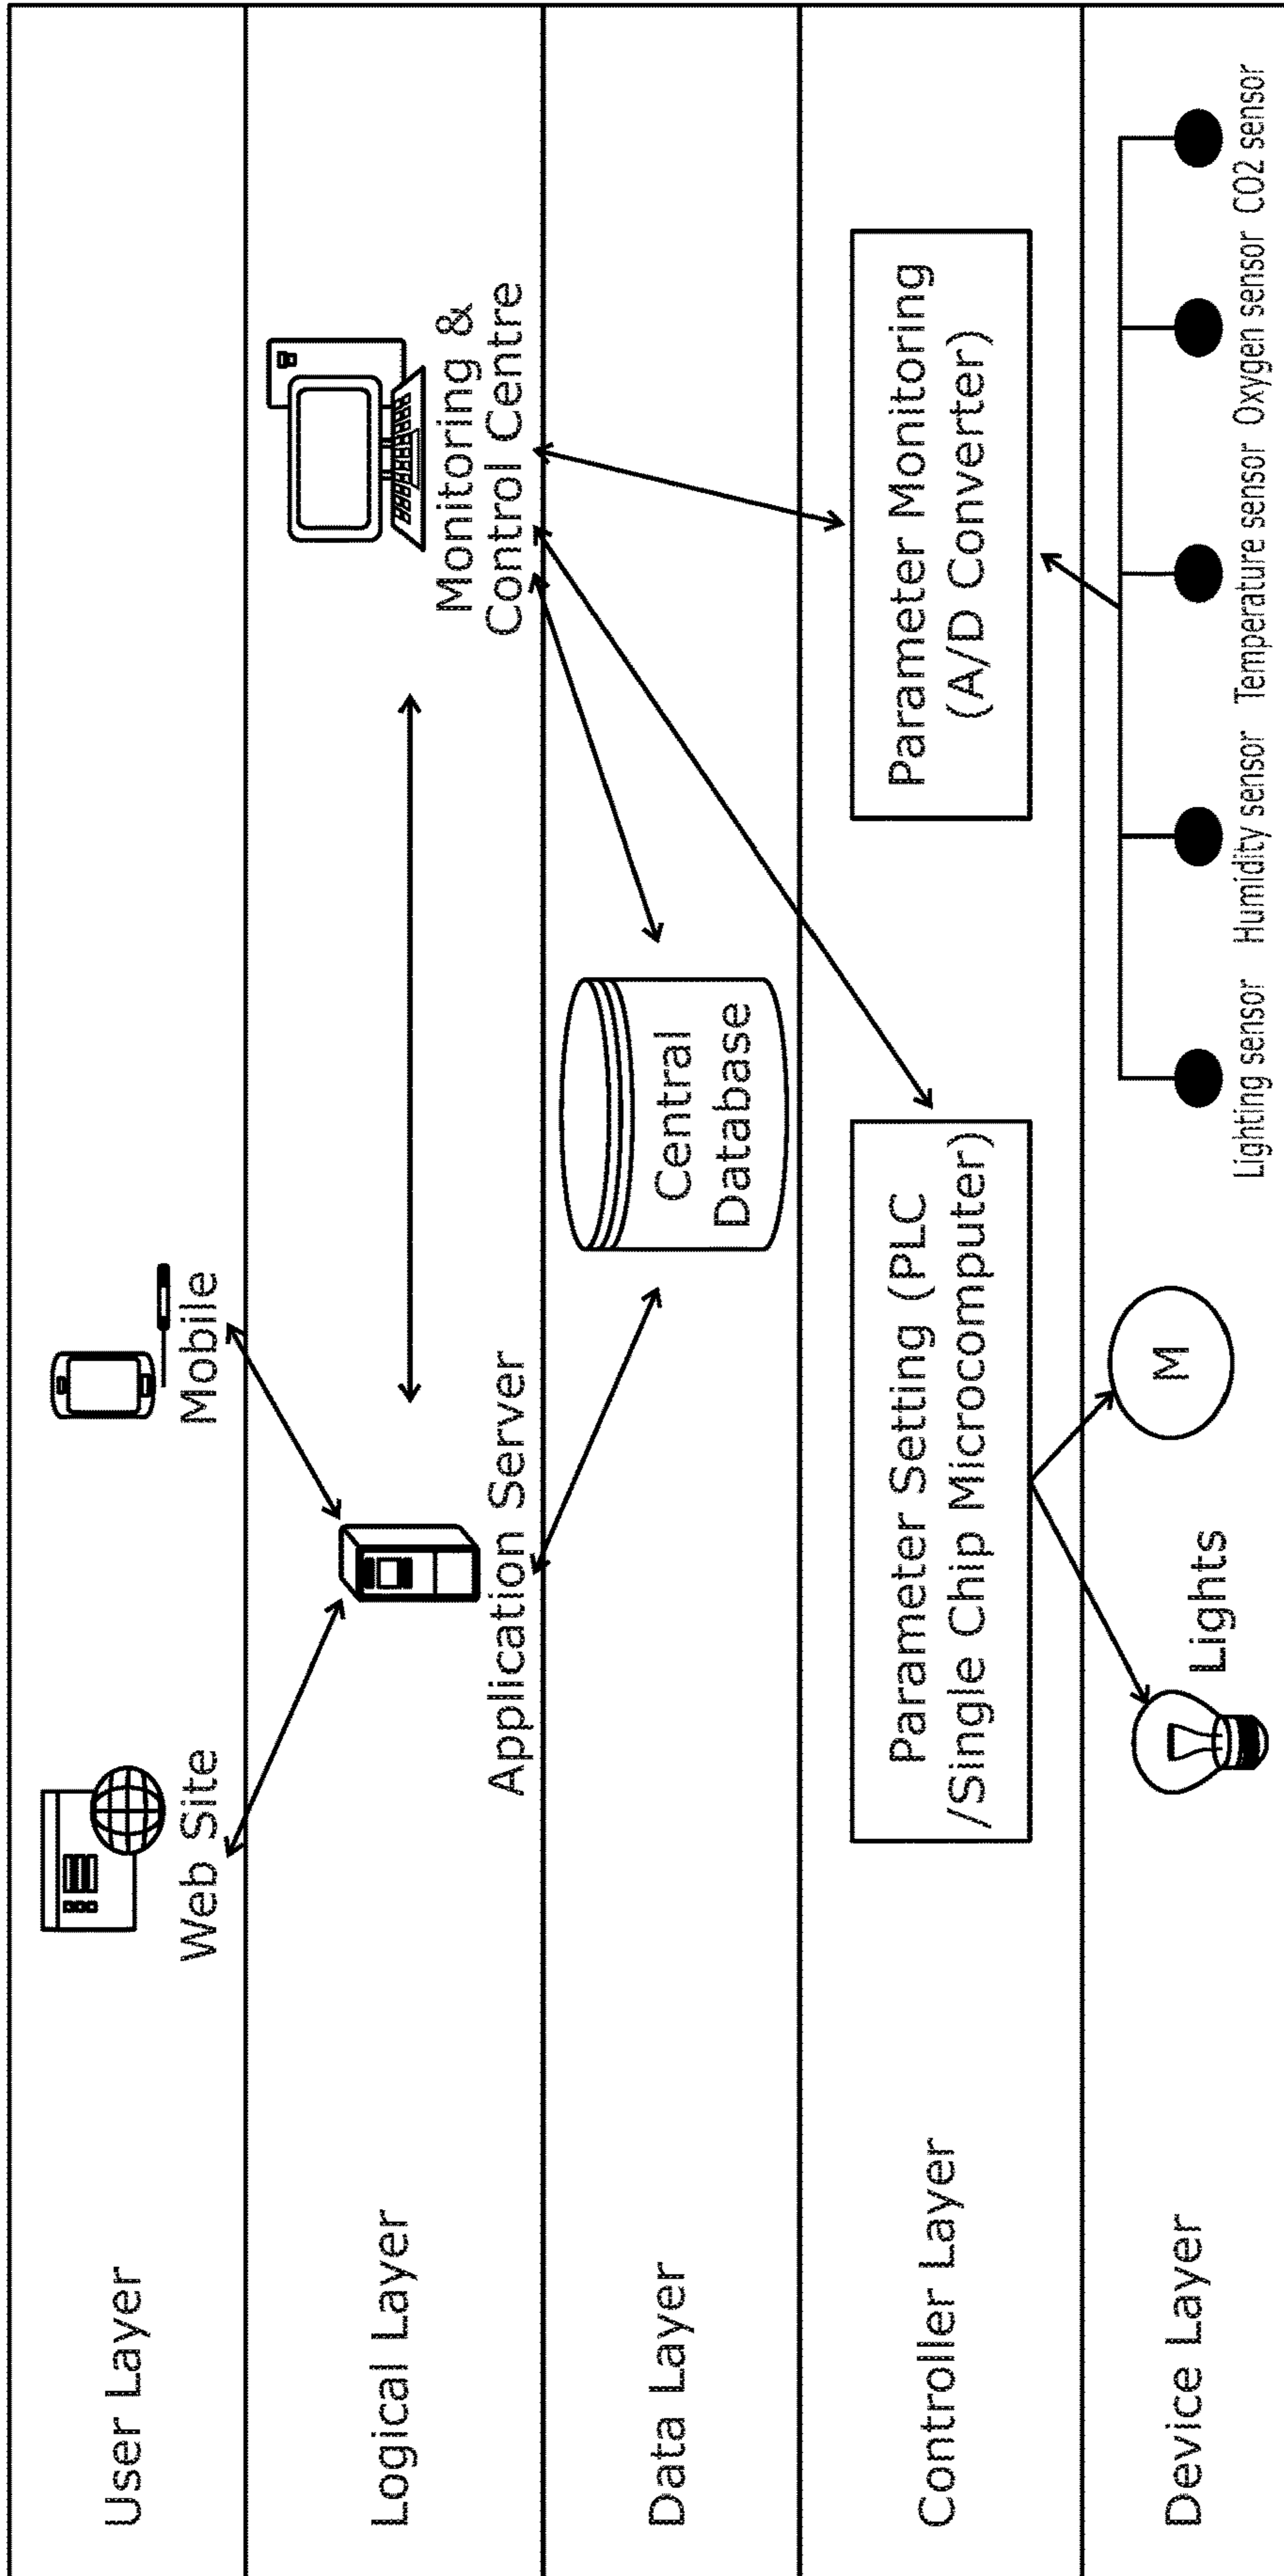 User Layer
Web Site
Mobile
Logical Layer
Application Server
Monitoring &
Control Centre
Data Layer
Central
Database
Controller Layer
Parameter Setting (PLC
/Single Chip Microcomputer)
Parameter Monitoring
(A/D Converter)
Device Layer
Lights
M
Lighting sensor
Humidity sensor
Temperature sensor
Oxygen sensor
CO2 sensor